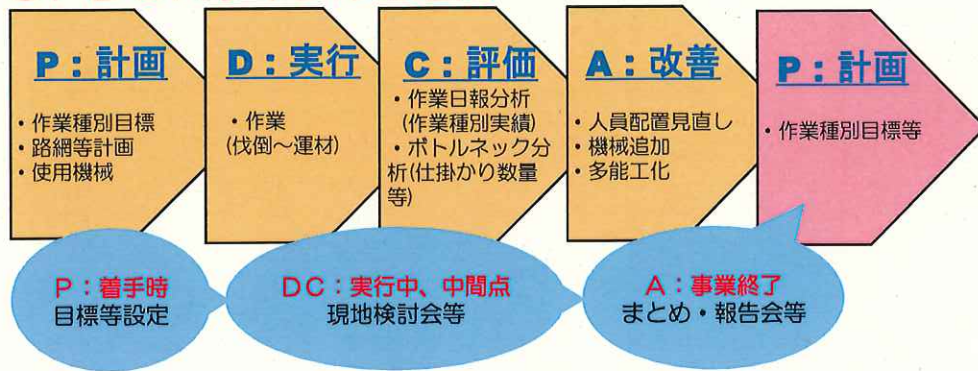 P：計画
・作業種別目標
・路網等計画
・使用機械
D：実行
・作業
(伐倒～運材)
C：評価
・作業日報分析
(作業種別実績)
・ボトルネック分
析(仕掛かり数量
等)
A：改善
・人員配置見直し
・機械追加
・多能工化
P：計画
・作業種別目標等
P：着手時
目標等設定
DC：実行中、中間点
現地検討会等
A：事業終了
まとめ・報告会等